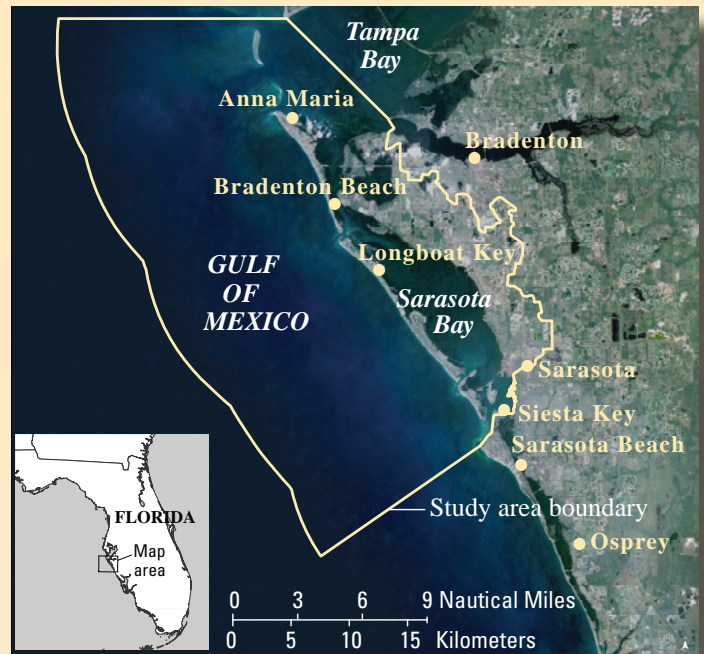 Tampa
Bay
Anna Maria
Bradenton
Bradenton Beach
Longboat Key
GULF
OF
MEXICO
Sarasota
Bay
Sarasota
Siesta Key
Sarasota Beach
Study area boundary
FLORIDA
Map
area
Osprey
0 3 6 9 Nautical Miles
0 5 10 15 Kilometers